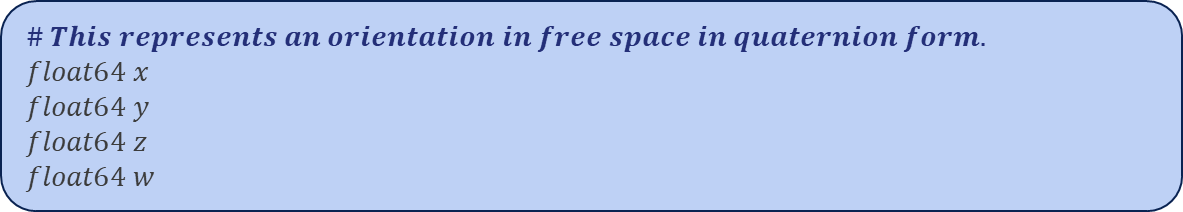 # This represents an orientation in free space in quaternion form.
float64 x
float64 y
float64 z
float64 w